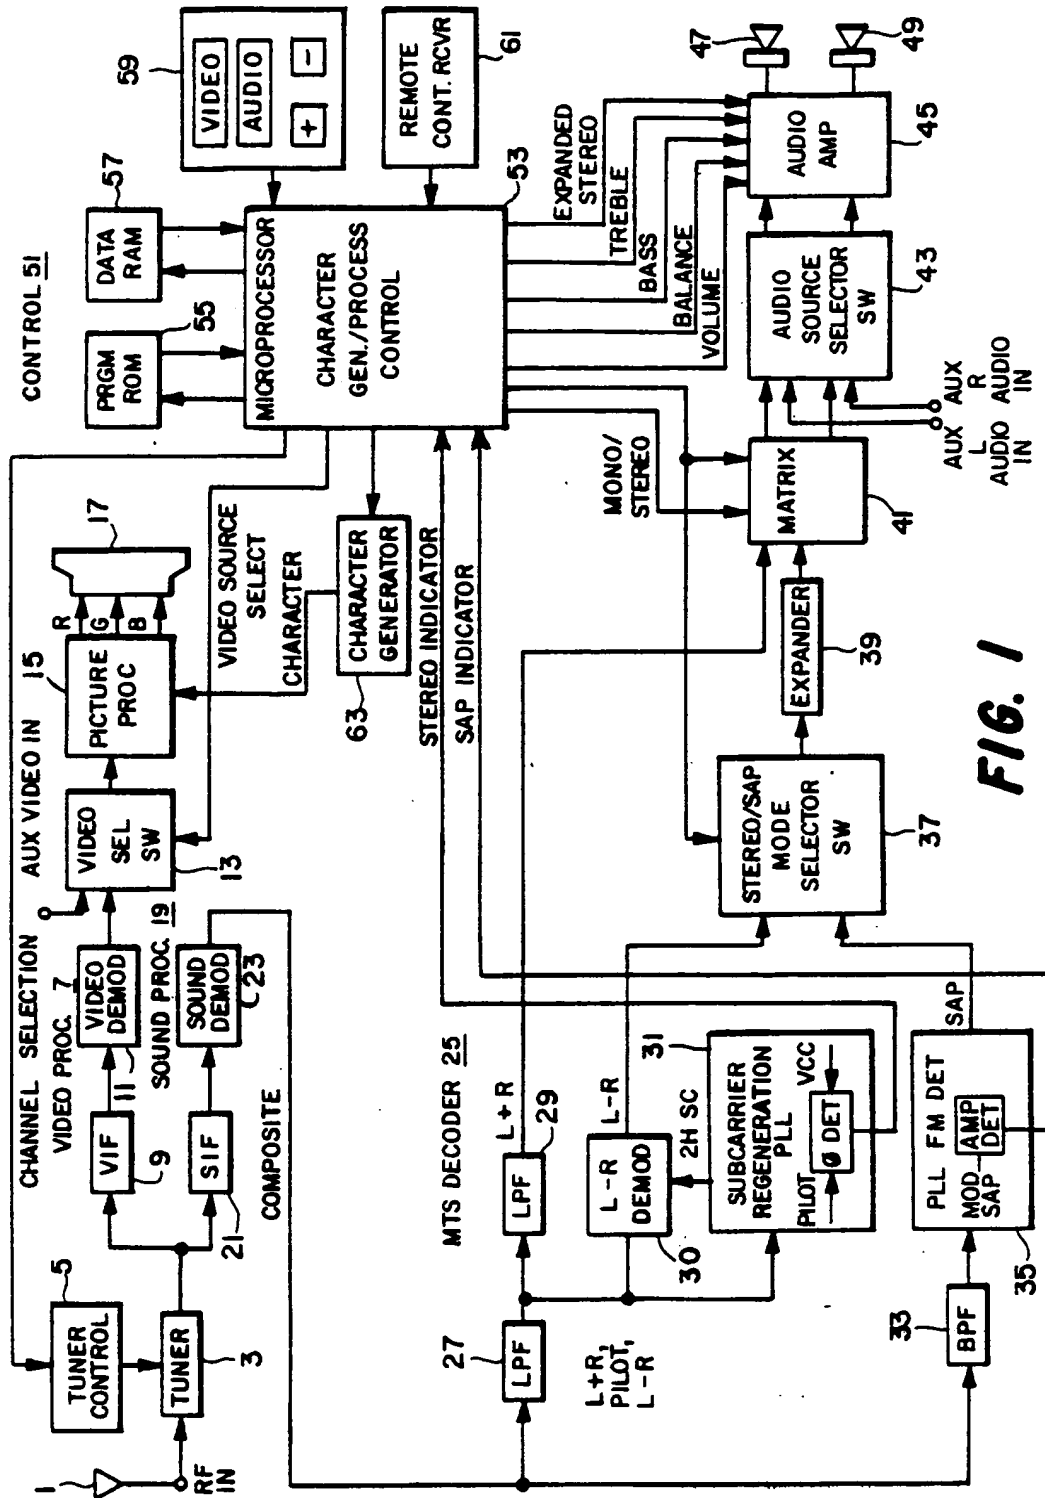 1
RF
IN
TUNER
3
TUNER
CONTROL
5
CHANNEL SELECTION
VIDEO PROC. 7
VIF
9
VIDEO
DEMOD
11
AUX VIDEO IN
VIDEO
SEL
SW
13
PICTURE
PROC
15
R
G
B
17
SOUND PROC. 19
SIF
21
SOUND
DEMOD
23
COMPOSITE
VIDEO SOURCE
SELECT
CHARACTER
CHARACTER
GENERATOR
63
CONTROL 51
PRGM
ROM
55
DATA
RAM
57
VIDEO
AUDIO
+
-
59
REMOTE
CONT. RCVR
61
MICROPROCESSOR
CHARACTER
GEN./PROCESS
CONTROL
53
STEREO INDICATOR
SAP INDICATOR
MONO/
STEREO
EXPANDED
STEREO
TREBLE
BASS
BALANCE
VOLUME
MTS DECODER 25
LPF
27
L+R,
PILOT,
L-R
LPF
29
L+R
L-R
DEMOD
30
L-R
2H SC
SUBCARRIER
REGENERATION
PLL
31
PILOT
Ø DET
VCC
BPF
33
PLL FM DET
MOD
SAP
AMP
DET
35
SAP
STEREO/SAP
MODE
SELECTOR
SW
37
EXPANDER
39
MATRIX
41
AUX
L
AUDIO
IN
AUX
R
AUDIO
IN
AUDIO
SOURCE
SELECTOR
SW
43
AUDIO
AMP
45
47
49
FIG. 1